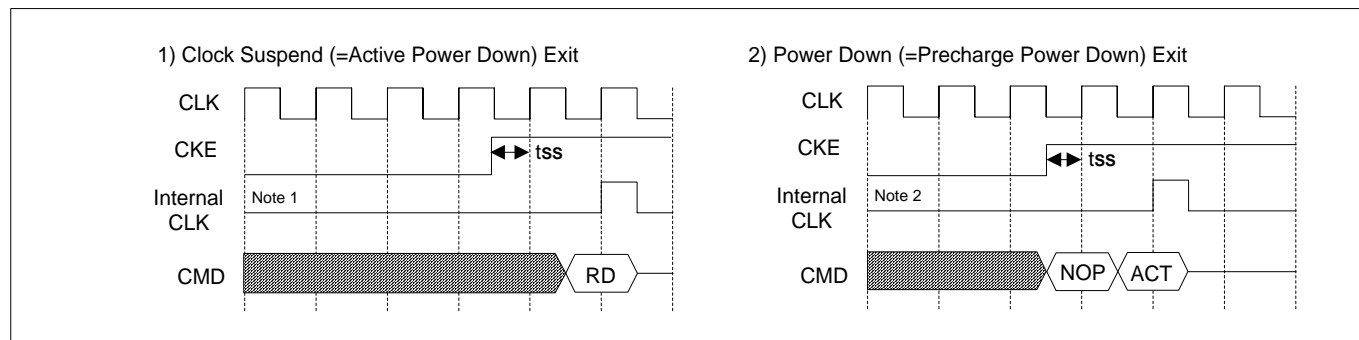 1) Clock Suspend (=Active Power Down) Exit
CLK
CKE
tss
Internal
CLK
Note 1
CMD
RD
2) Power Down (=Precharge Power Down) Exit
CLK
CKE
tss
Internal
CLK
Note 2
CMD
NOP
ACT